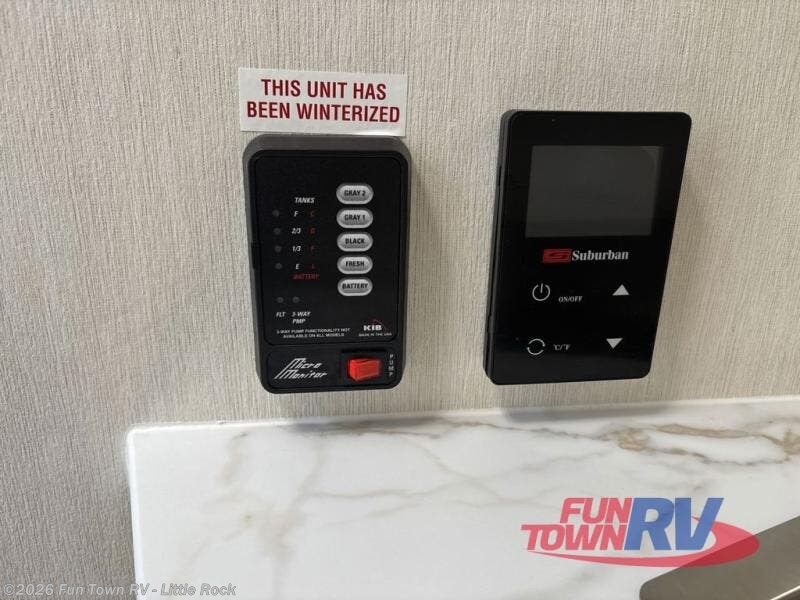 THIS UNIT HAS
BEEN WINTERIZED
TANKS
GRAY 2
F C
GRAY 1
2/3 G
BLACK
1/3 F
FRESH
E L
BATTERY
BATTERY
FLT 3-WAY
PMP
3-WAY PUMP FUNCTIONALITY NOT
AVAILABLE ON ALL MODELS
KIB
MADE IN THE USA
Micro
Monitor
PUMP
Suburban
ON/OFF
°C/°F
FUN
TOWN RV
©2026 Fun Town RV - Little Rock